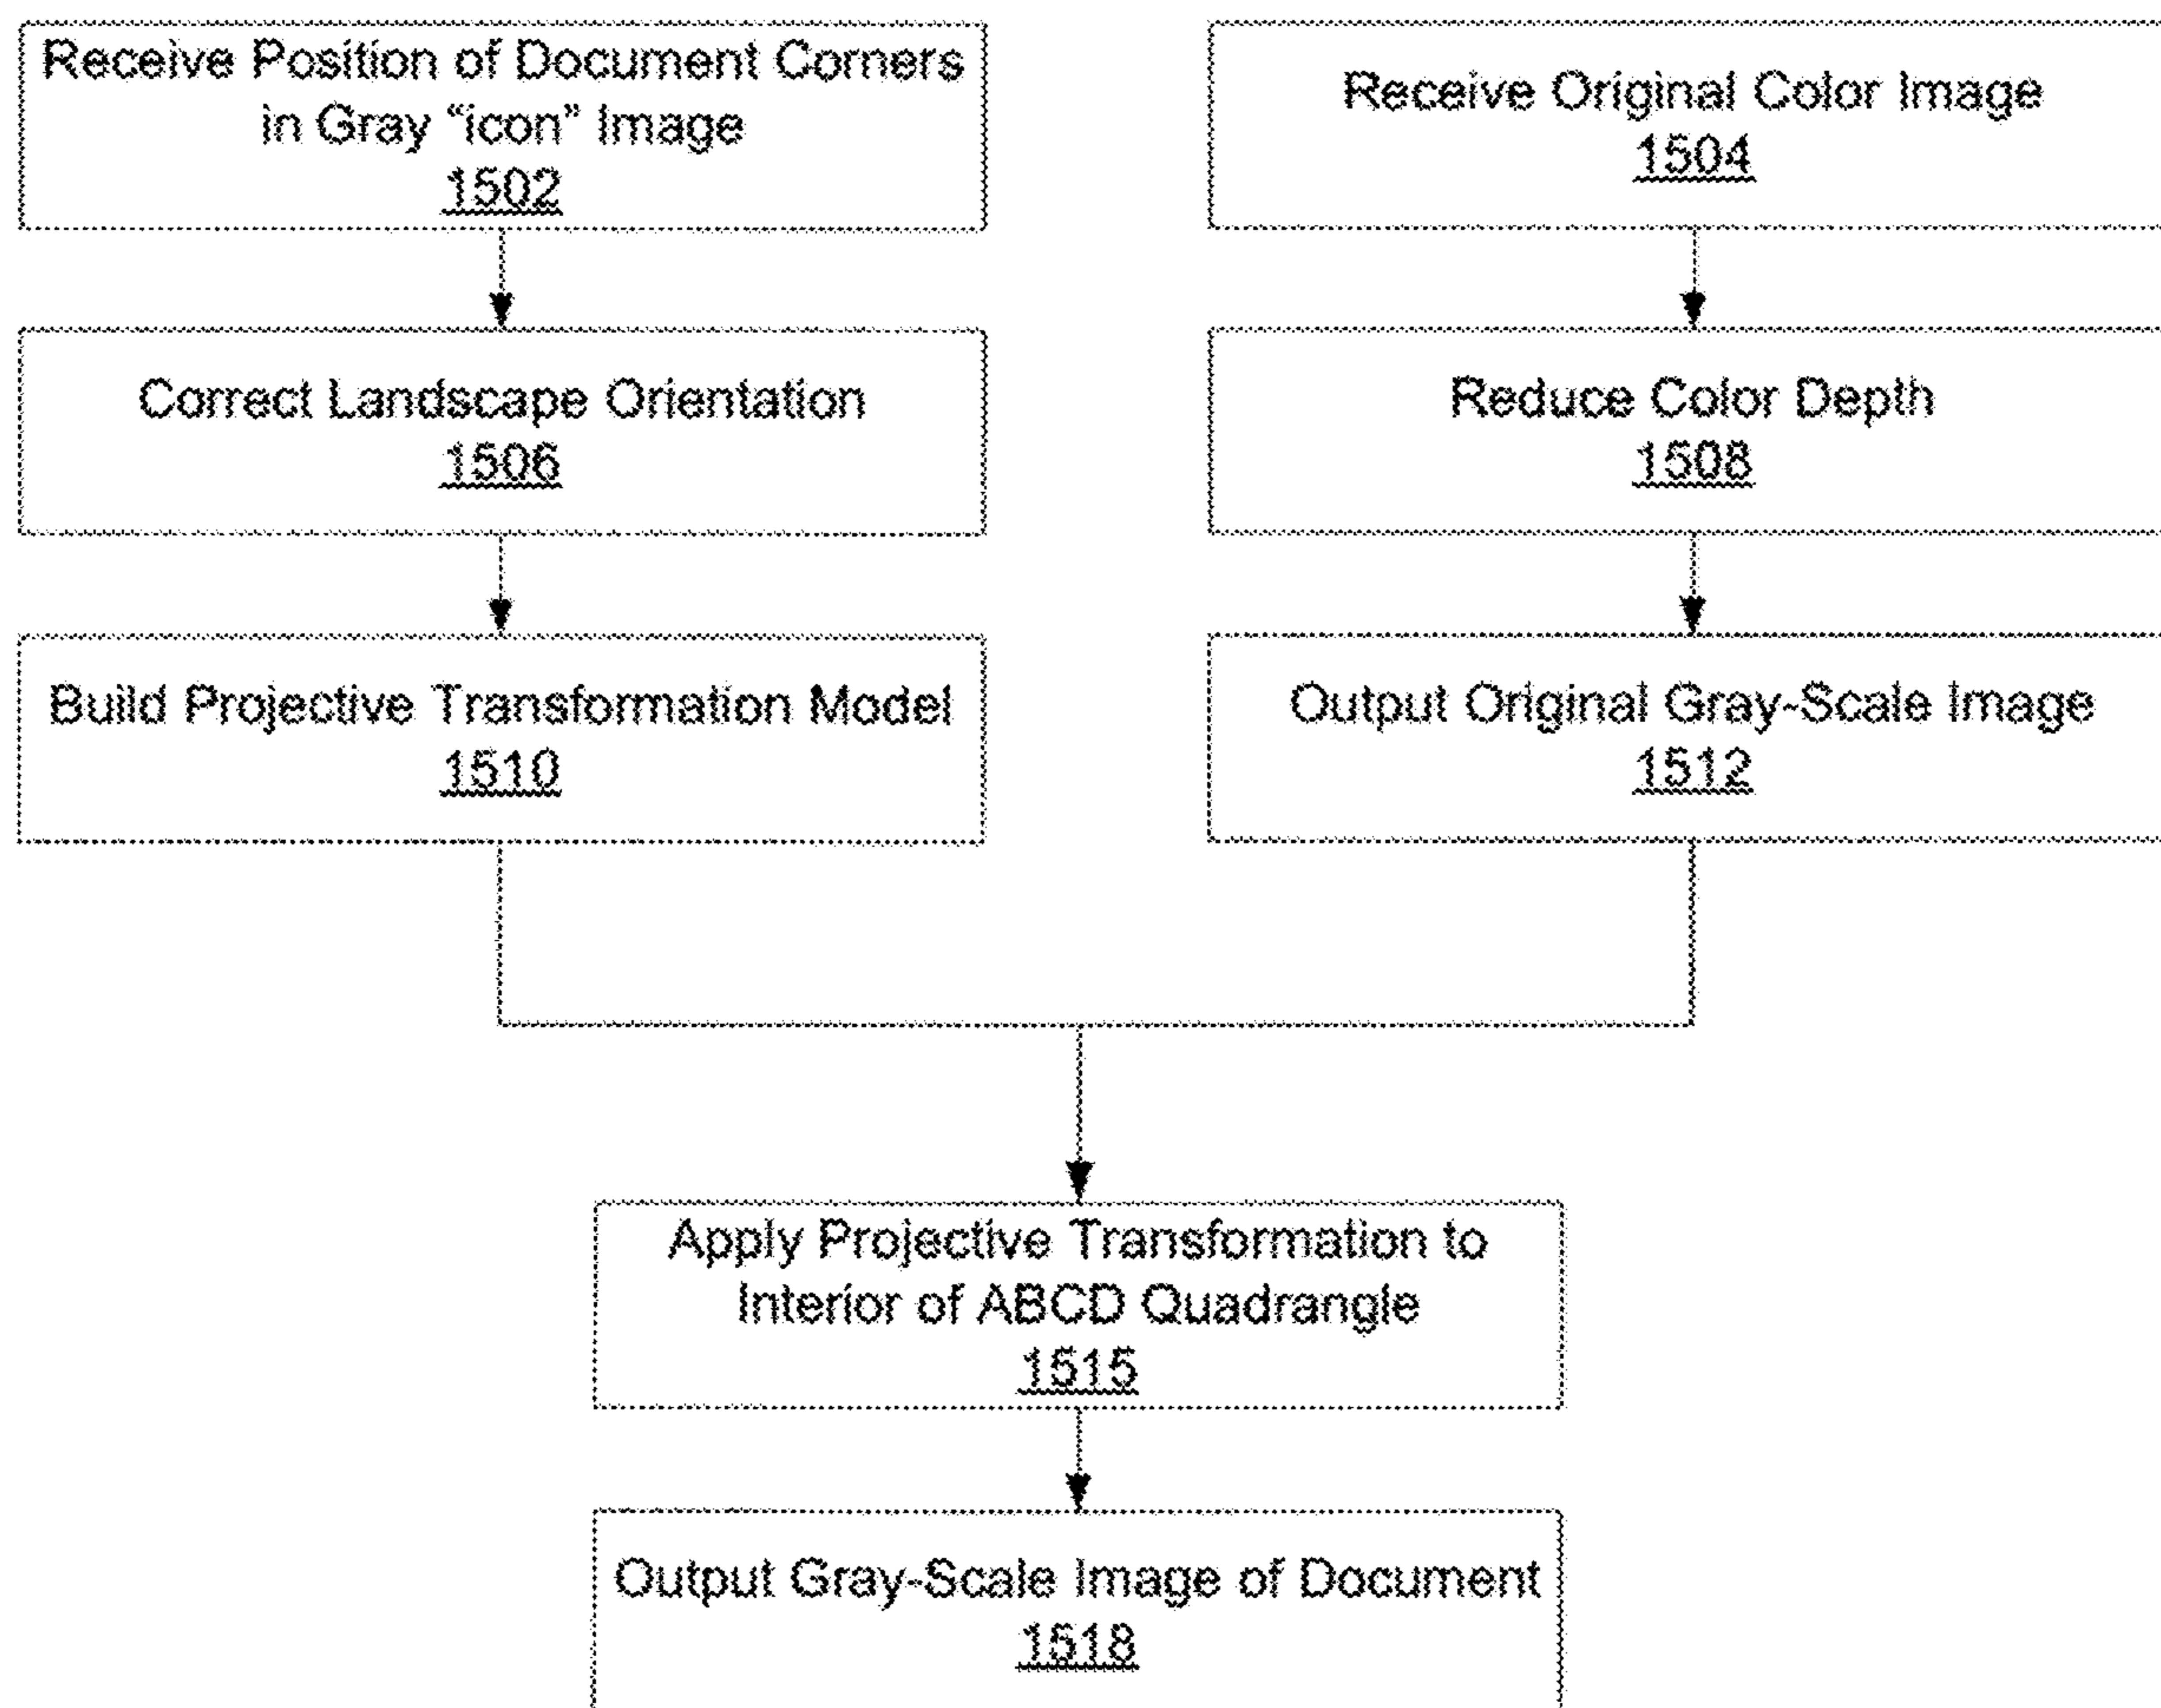 Receive Position of Document Corners
in Gray “icon” Image
1502
Receive Original Color Image
1504
Correct Landscape Orientation
1506
Reduce Color Depth
1508
Build Projective Transformation Model
1510
Output Original Gray-Scale Image
1512
Apply Projective Transformation to
Interior of ABCD Quadrangle
1515
Output Gray-Scale Image of Document
1518